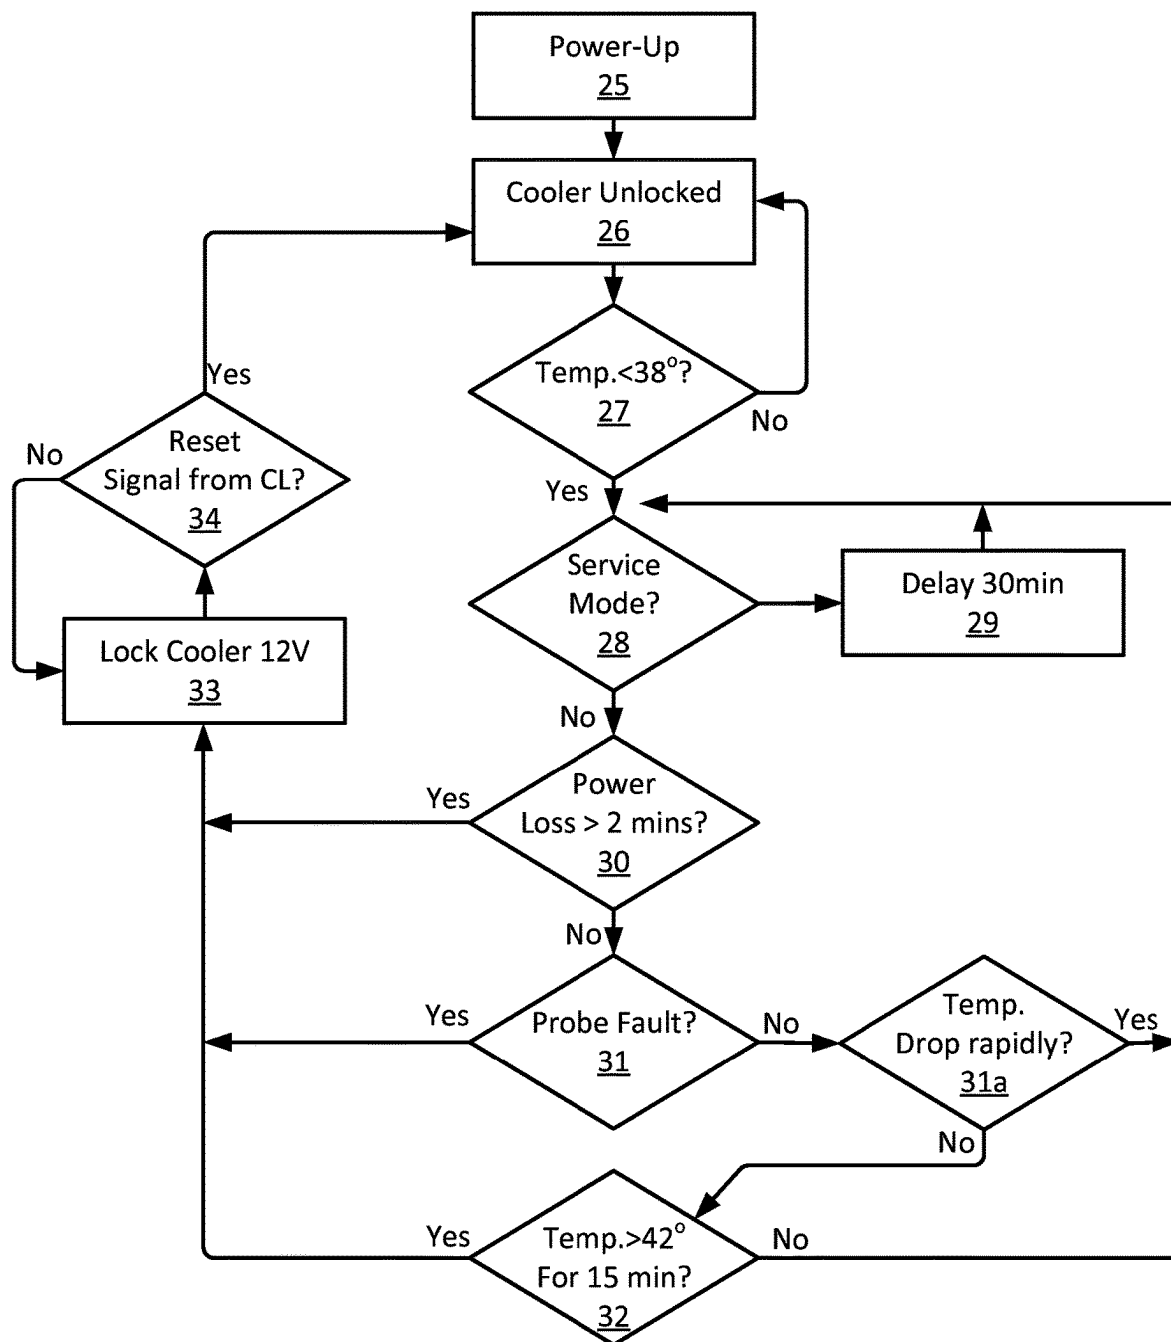 Power-Up
25
Cooler Unlocked
26
Temp.<38°?
27
No
Yes
Yes
No
Reset
Signal from CL?
34
Service
Mode?
28
Delay 30min
29
Lock Cooler 12V
33
No
Power
Loss > 2 mins?
30
Yes
No
Probe Fault?
31
Yes
No
Temp.
Drop rapidly?
31a
Yes
No
Temp.>42°
For 15 min?
32
Yes
No